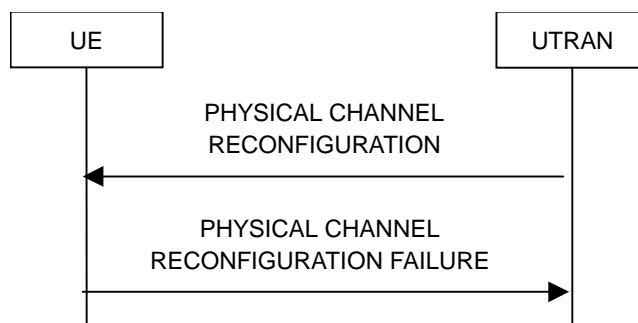 UE
UTRAN
PHYSICAL CHANNEL
RECONFIGURATION
PHYSICAL CHANNEL
RECONFIGURATION FAILURE